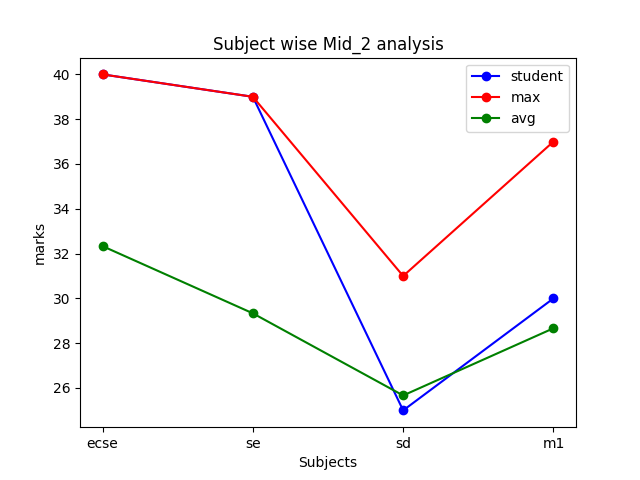 Subject wise Mid_2 analysis
student
max
avg
40
38
36
34
32
30
28
26
marks
ecse se sd m1
Subjects